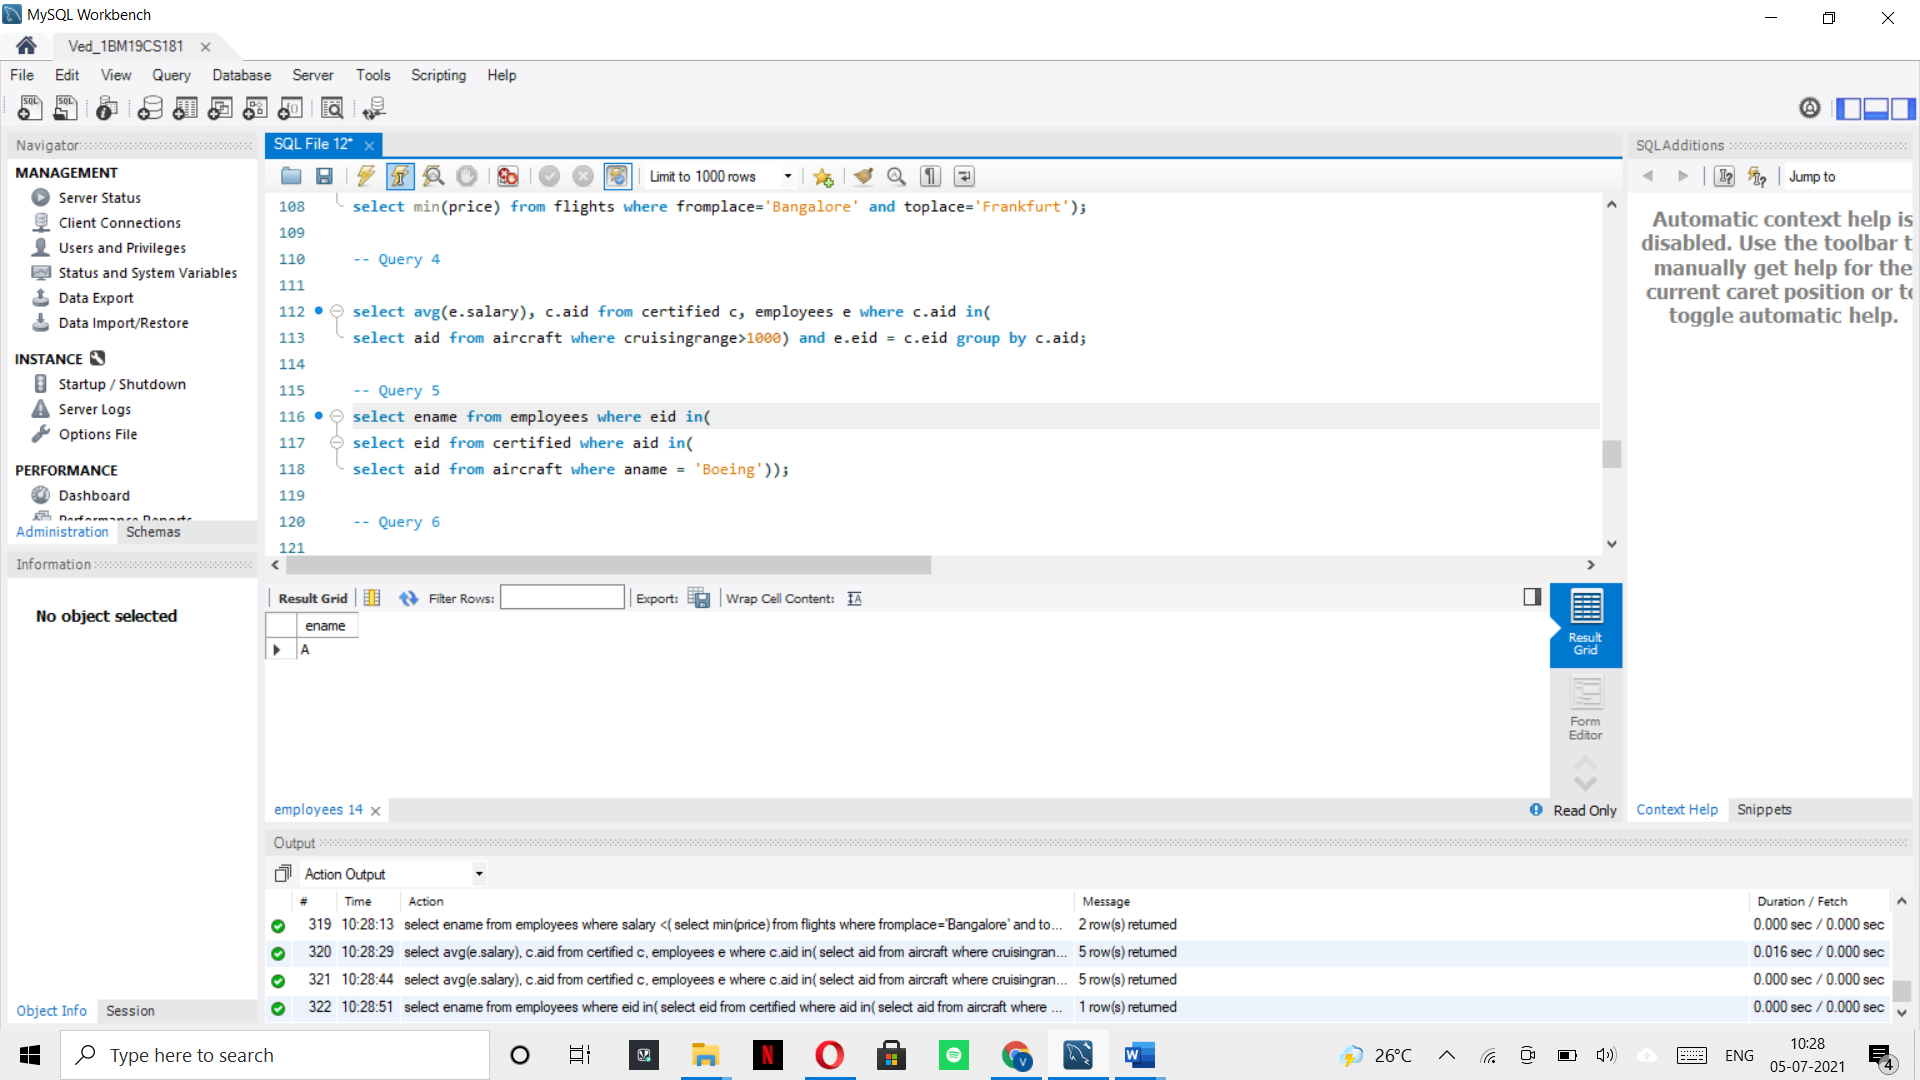 MySQL Workbench
Ved_1BM19CS181
File Edit View Query Database Server Tools Scripting Help
Navigator
MANAGEMENT
Server Status
Client Connections
Users and Privileges
Status and System Variables
Data Export
Data Import/Restore
INSTANCE
Startup / Shutdown
Server Logs
Options File
PERFORMANCE
Dashboard
Performance Reports
Administration Schemas
Information
No object selected
Object Info Session
SQL File 12*
Limit to 1000 rows
108 select min(price) from flights where fromplace='Bangalore' and toplace='Frankfurt');
109
110 -- Query 4
111
112 select avg(e.salary), c.aid from certified c, employees e where c.aid in(
113 select aid from aircraft where cruisingrange>1000) and e.eid = c.eid group by c.aid;
114
115 -- Query 5
116 select ename from employees where eid in(
117 select eid from certified where aid in(
118 select aid from aircraft where aname = 'Boeing'));
119
120 -- Query 6
121
Result Grid Filter Rows: Export: Wrap Cell Content:
ename
A
Result Grid
Form Editor
employees 14
Read Only
SQLAdditions
Jump to
Automatic context help is
disabled. Use the toolbar t
manually get help for the
current caret position or to
toggle automatic help.
Context Help Snippets
Output
Action Output
# Time Action Message Duration / Fetch
319 10:28:13 select ename from employees where salary <( select min(price) from flights where fromplace='Bangalore' and to... 2 row(s) returned 0.000 sec / 0.000 sec
320 10:28:29 select avg(e.salary), c.aid from certified c, employees e where c.aid in( select aid from aircraft where cruisingran... 5 row(s) returned 0.016 sec / 0.000 sec
321 10:28:44 select avg(e.salary), c.aid from certified c, employees e where c.aid in( select aid from aircraft where cruisingran... 5 row(s) returned 0.000 sec / 0.000 sec
322 10:28:51 select ename from employees where eid in( select eid from certified where aid in( select aid from aircraft where ... 1 row(s) returned 0.000 sec / 0.000 sec
Type here to search
26°C
ENG
10:28
05-07-2021
4